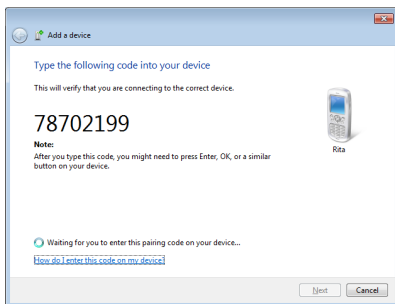 Add a device
Type the following code into your device
This will verify that you are connecting to the correct device.
78702199
Rita
Note:
After you type this code, you might need to press Enter, OK, or a similar
button on your device.
Waiting for you to enter this pairing code on your device...
How do I enter this code on my device?
Next
Cancel